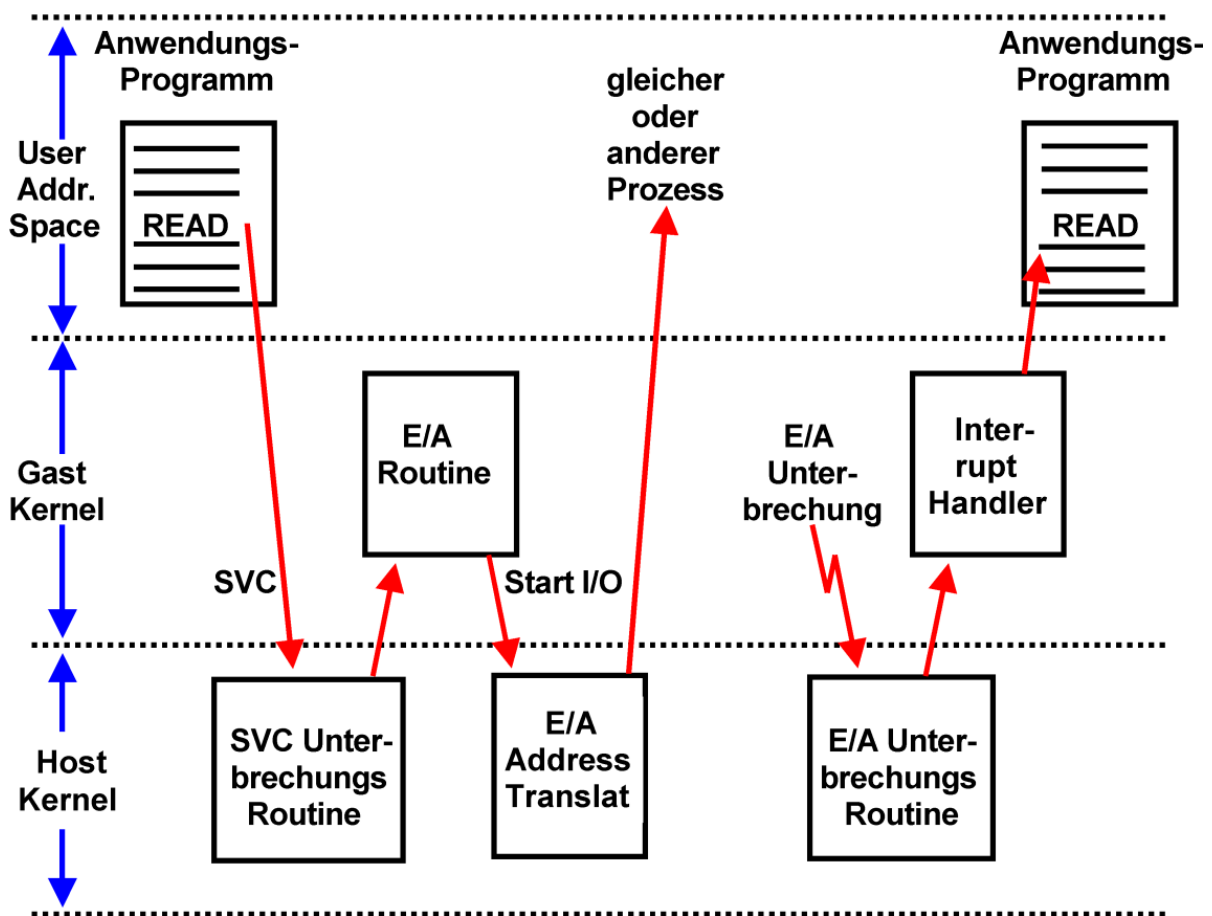 Anwendungs-
Programm
User
Addr.
Space
READ
gleicher
oder
anderer
Prozess
Anwendungs-
Programm
READ
Gast
Kernel
E/A
Routine
SVC
Start I/O
E/A
Unter-
brechung
Inter-
rupt
Handler
Host
Kernel
SVC Unter-
brechungs
Routine
E/A
Address
Translat
E/A Unter-
brechungs
Routine